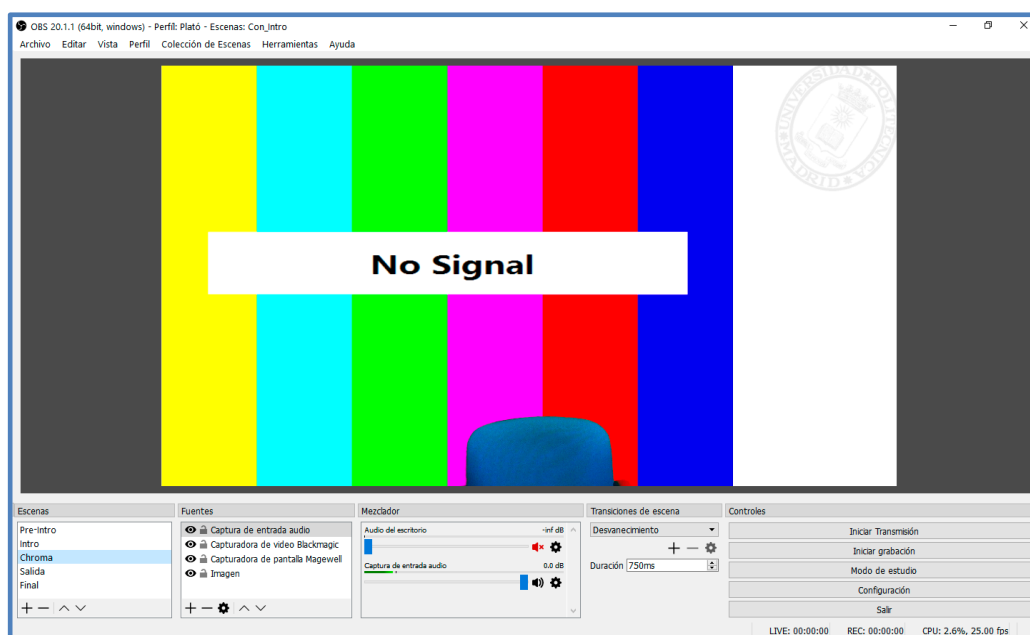 OBS 20.1.1 (64bit, windows) - Perfil: Plató - Escenas: Con_Intro
Archivo Editar Vista Perfil Colección de Escenas Herramientas Ayuda
UNIVERSIDAD POLITÉCNICA
MADRID
No Signal
Escenas
Pre-Intro
Intro
Chroma
Salida
Final
Fuentes
Captura de entrada audio
Capturadora de video Blackmagic
Capturadora de pantalla Magewell
Imagen
Mezclador
Audio del escritorio -inf dB
Captura de entrada audio 0.0 dB
Transiciones de escena
Desvanecimiento
Duración 750ms
Controles
Iniciar Transmisión
Iniciar grabación
Modo de estudio
Configuración
Salir
LIVE: 00:00:00 REC: 00:00:00 CPU: 2.6%, 25.00 fps